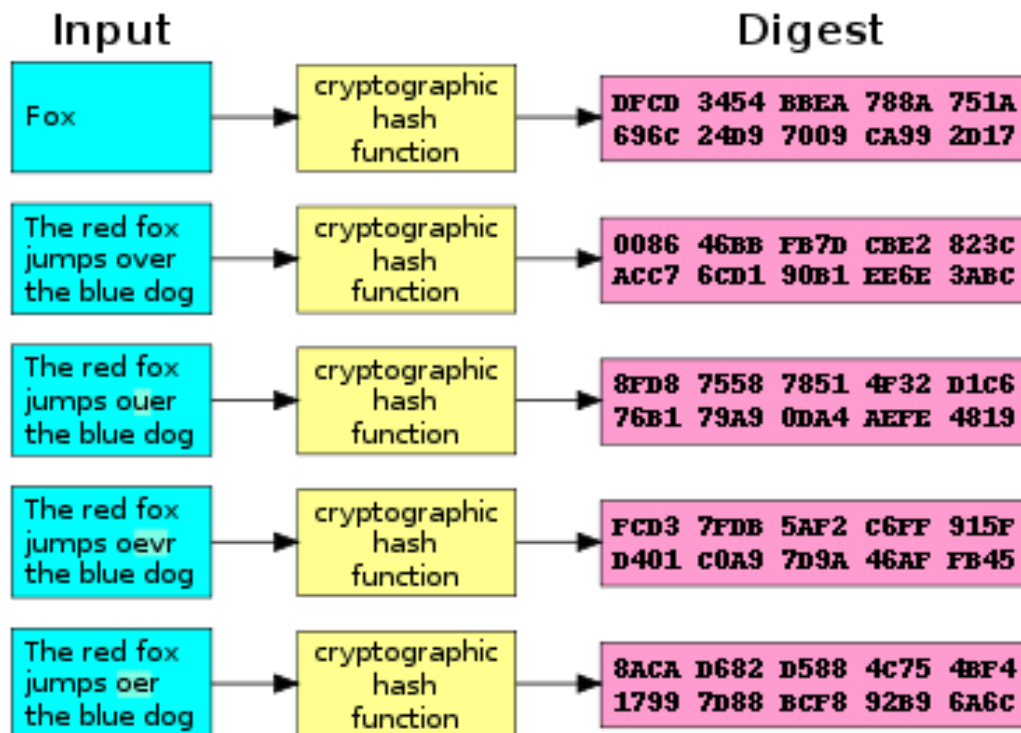 Input
Digest
Fox
cryptographic
hash
function
DFCD 3454 BBEA 788A 751A
696C 24D9 7009 CA99 2D17
The red fox
jumps over
the blue dog
cryptographic
hash
function
0086 46BB FB7D CBE2 823C
ACC7 6CD1 90B1 EE6E 3ABC
The red fox
jumps ouer
the blue dog
cryptographic
hash
function
8FD8 7558 7851 4F32 D1C6
76B1 79A9 0DA4 AEFE 4819
The red fox
jumps oevr
the blue dog
cryptographic
hash
function
FCD3 7FDB 5AF2 C6FF 915F
D401 C0A9 7D9A 46AF FB45
The red fox
jumps oer
the blue dog
cryptographic
hash
function
8ACA D682 D588 4C75 4BF4
1799 7D88 BCF8 92B9 6A6C